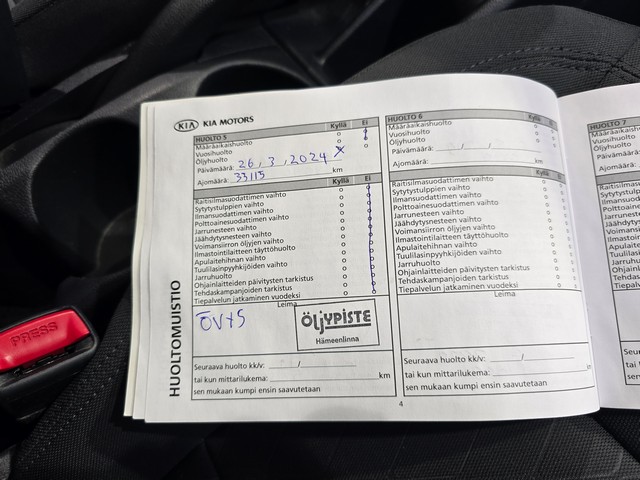 KIA KIA MOTORS
HUOLTO 5 Kyllä Ei
Määräaikaishuolto
Vuosihuolto
Öljyhuolto
Päivämäärä: 26,3,2024
Ajomäärä: 33115 km
Kyllä Ei
Raitisilmasuodattimen vaihto
Sytytystulppien vaihto
Ilmansuodattimen vaihto
Polttoainesuodattimen vaihto
Jarrunesteen vaihto
Jäähdytysnesteen vaihto
Voimansiirron öljyjen vaihto
Ilmastointilaitteen täyttöhuolto
Apulaitehihnan vaihto
Tuulilasinpyyhkijöiden vaihto
Jarruhuolto
Ohjainlaitteiden päivitysten tarkistus
Tehdaskampanjoiden tarkistus
Tiepalvelun jatkaminen vuodeksi
Leima
ÖV+S
ÖLJYPISTE
Hämeenlinna
Seuraava huolto kk/v: /
tai kun mittarilukema: km
sen mukaan kumpi ensin saavutetaan
HUOLTO 6 Kyllä Ei
Määräaikaishuolto
Vuosihuolto
Öljyhuolto
Päivämäärä: / /
Ajomäärä: km
Kyllä Ei
Raitisilmasuodattimen vaihto
Sytytystulppien vaihto
Ilmansuodattimen vaihto
Polttoainesuodattimen vaihto
Jarrunesteen vaihto
Jäähdytysnesteen vaihto
Voimansiirron öljyjen vaihto
Ilmastointilaitteen täyttöhuolto
Apulaitehihnan vaihto
Tuulilasinpyyhkijöiden vaihto
Jarruhuolto
Ohjainlaitteiden päivitysten tarkistus
Tehdaskampanjoiden tarkistus
Tiepalvelun jatkaminen vuodeksi
Leima
Seuraava huolto kk/v: /
tai kun mittarilukema:
sen mukaan kumpi ensin saavutetaan
HUOLTO 7
HUOLTOMUISTIO
4
PRESS